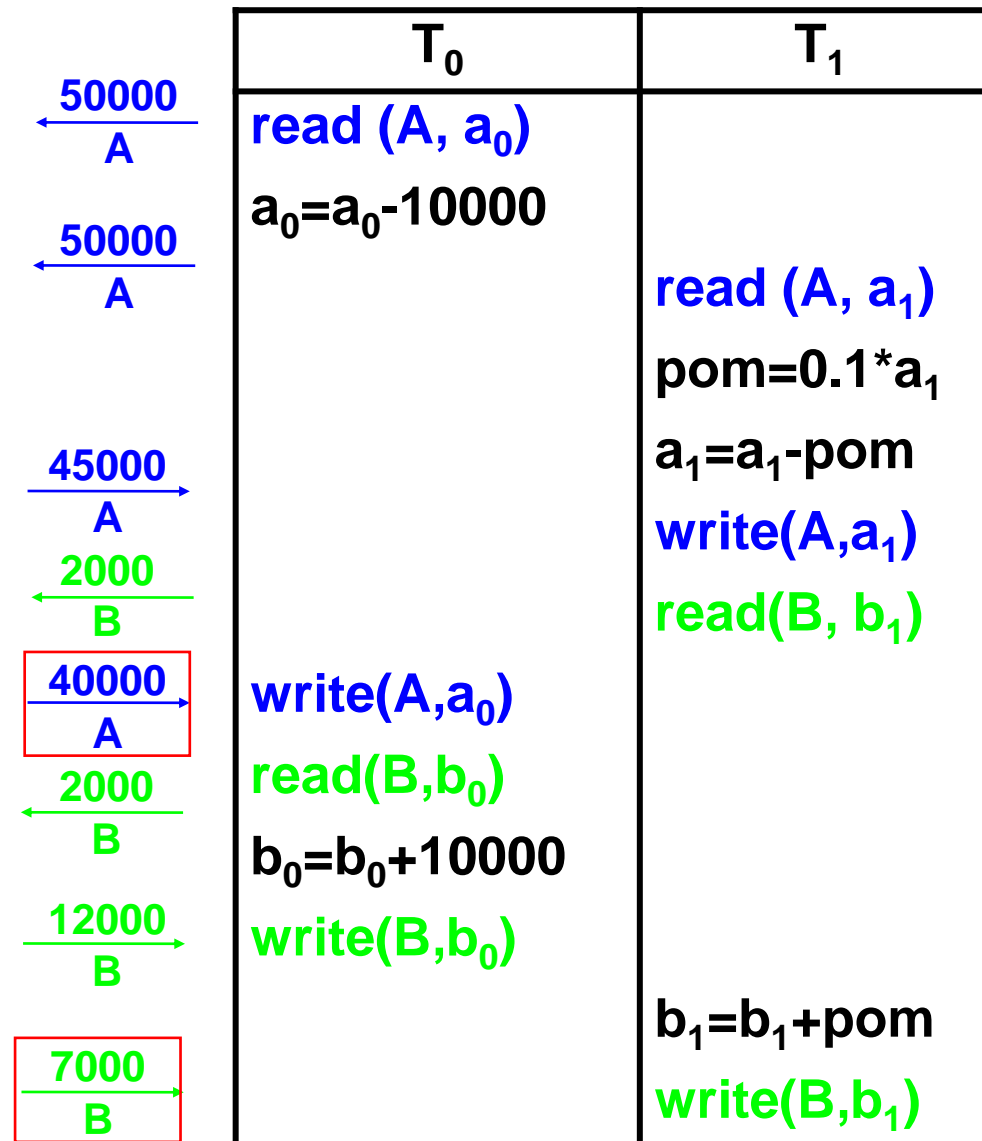 T₀ T₁
50000
A
read (A, a₀)
a₀=a₀-10000
50000
A
read (A, a₁)
pom=0.1*a₁
a₁=a₁-pom
45000
A
write(A,a₁)
2000
B
read(B, b₁)
40000
A
write(A,a₀)
2000
B
read(B,b₀)
b₀=b₀+10000
12000
B
write(B,b₀)
b₁=b₁+pom
7000
B
write(B,b₁)